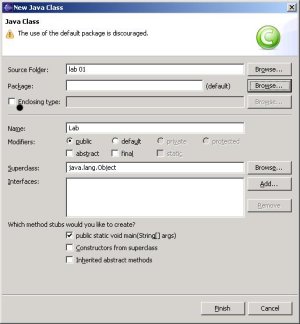 New Java Class
Java Class
The use of the default package is discouraged.
Source Folder: lab 01 Browse...
Package: (default) Browse...
Enclosing type: Browse...
Name: Lab
Modifiers: public default private protected
abstract final static
Superclass: java.lang.Object Browse...
Interfaces: Add...
Remove
Which method stubs would you like to create?
public static void main(String[] args)
Constructors from superclass
Inherited abstract methods
Finish Cancel